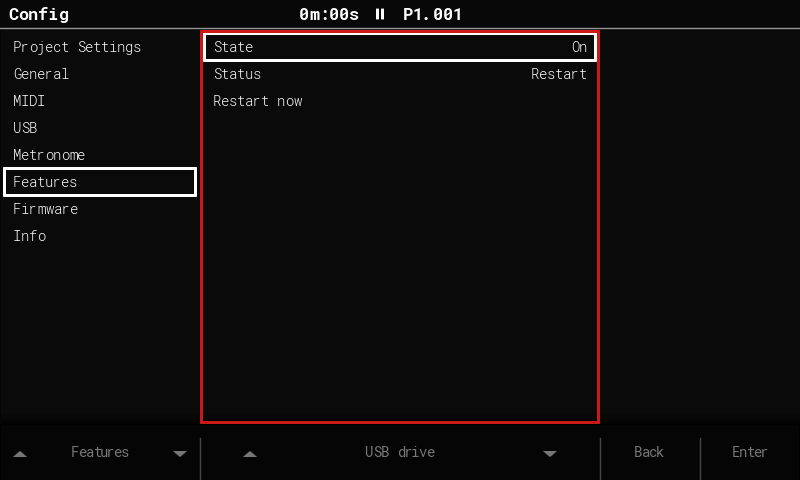 Config 0m:00s P1.001
Project Settings
General
MIDI
USB
Metronome
Features
Firmware
Info
State On
Status Restart
Restart now
Features USB drive Back Enter